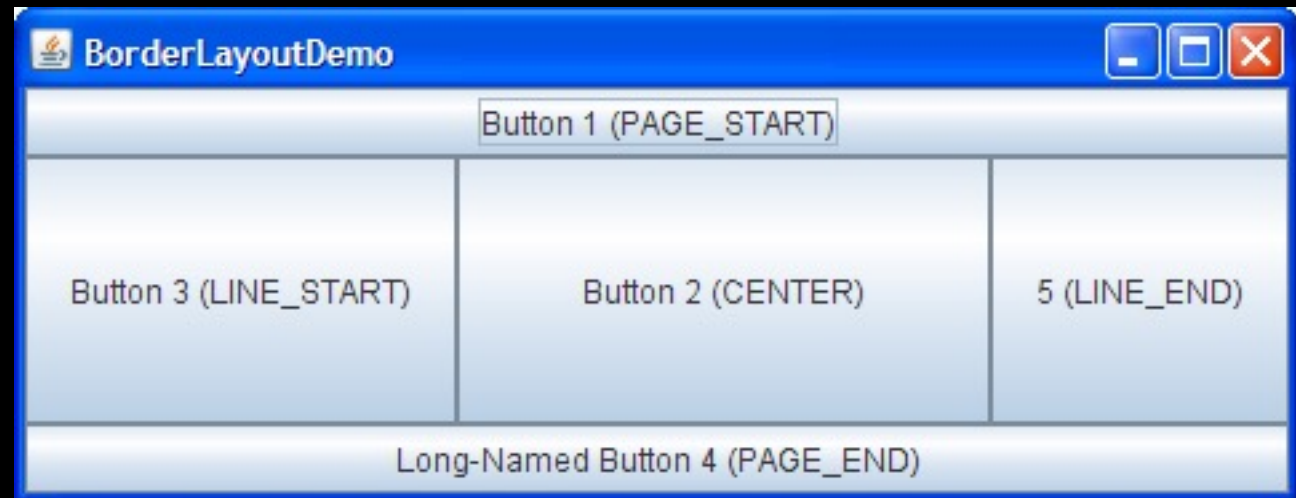 BorderLayoutDemo
Button 1 (PAGE_START)
Button 3 (LINE_START)
Button 2 (CENTER)
5 (LINE_END)
Long-Named Button 4 (PAGE_END)